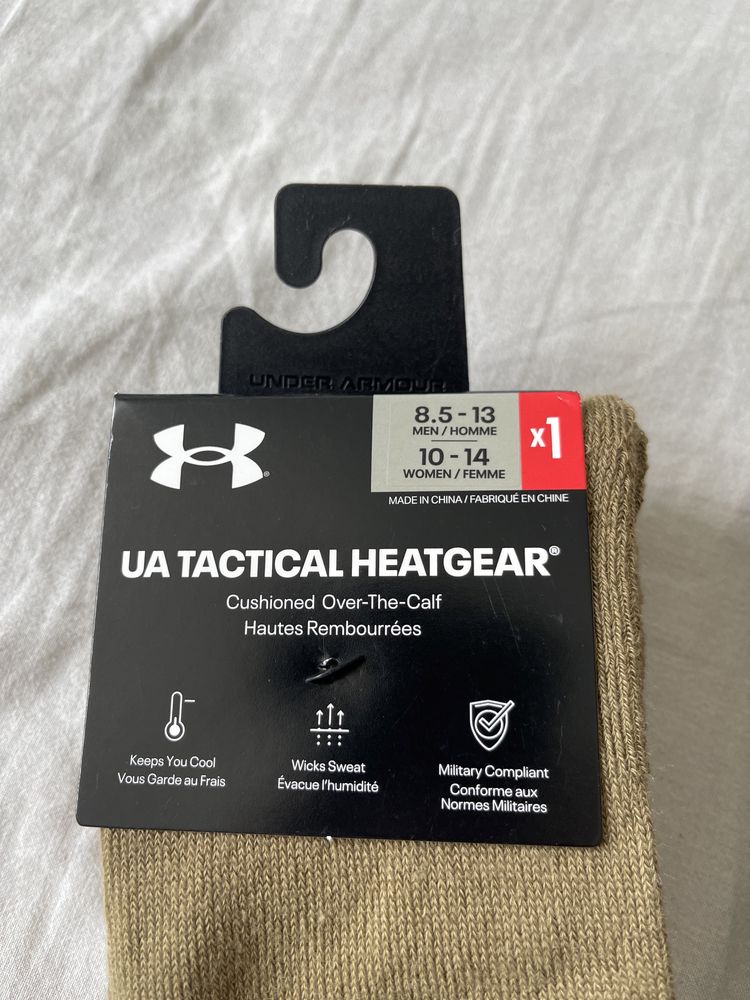 UNDER ARMOUR
8.5 - 13
MEN / HOMME
10 - 14
WOMEN / FEMME
x1
MADE IN CHINA / FABRIQUÉ EN CHINE
UA TACTICAL HEATGEAR®
Cushioned Over-The-Calf
Hautes Rembourrées
Keeps You Cool
Vous Garde au Frais
Wicks Sweat
Évacue l'humidité
Military Compliant
Conforme aux
Normes Militaires